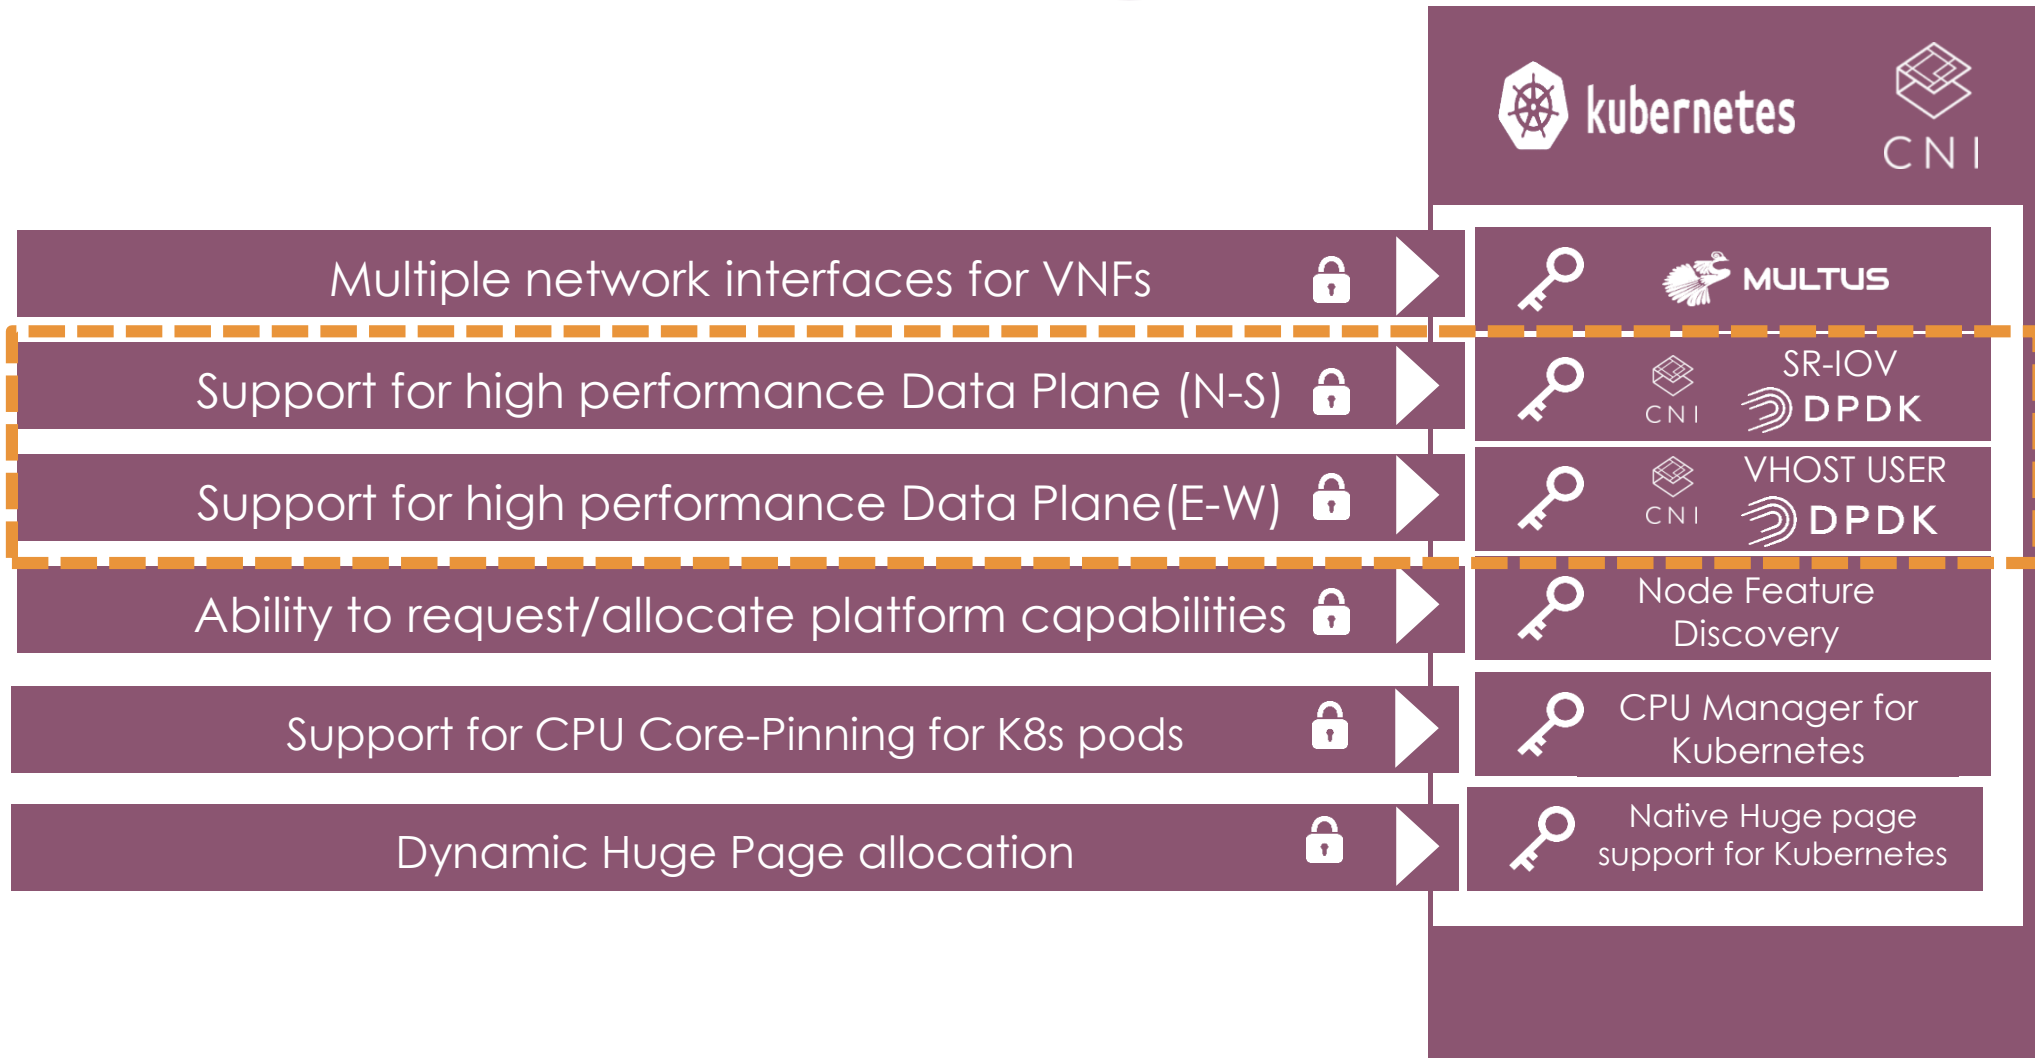 kubernetes
CNI
Multiple network interfaces for VNFs
MULTUS
Support for high performance Data Plane (N-S)
CNI
SR-IOV
DPDK
Support for high performance Data Plane(E-W)
CNI
VHOST USER
DPDK
Ability to request/allocate platform capabilities
Node Feature
Discovery
Support for CPU Core-Pinning for K8s pods
CPU Manager for
Kubernetes
Dynamic Huge Page allocation
Native Huge page
support for Kubernetes